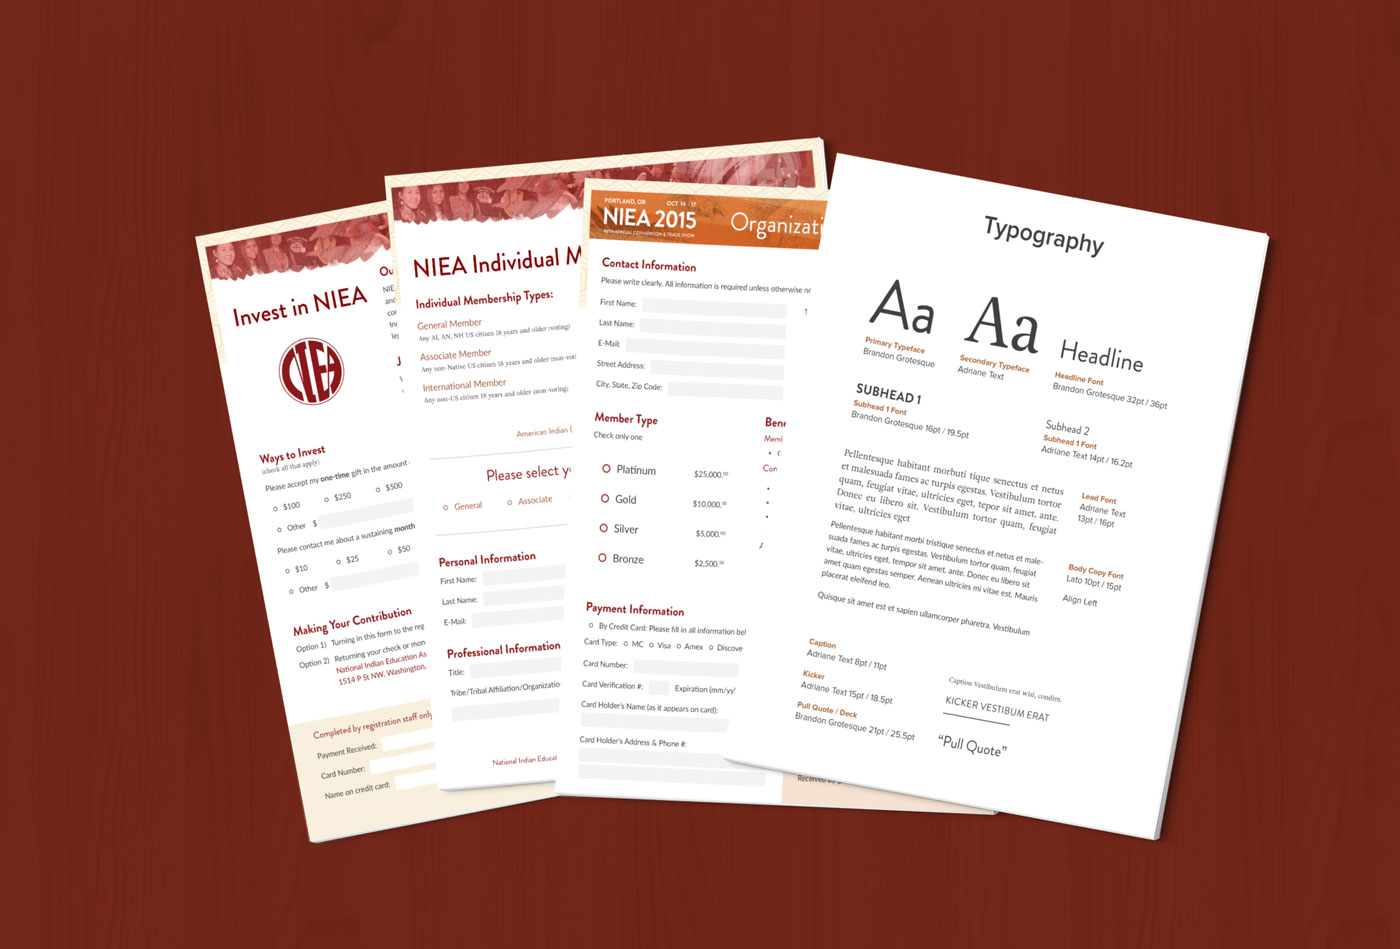 Invest in NIEA
NIEA
Ou
NIE
and
cor
Inc
les
J
Ways to Invest
(check all that apply)
Please accept my one-time gift in the amount
$100
$250
$500
Other $
Please contact me about a sustaining month
$10
$25
$50
Other $
Making Your Contribution
Option 1) Turning in this form to the reg
Option 2) Returning your check or mon
National Indian Education As
1514 P St NW, Washington,
Completed by registration staff only
Payment Received:
Card Number:
Name on credit card:
NIEA Individual M
Individual Membership Types:
General Member
Any AI, AN, NH US citizen 18 years and older (voting)
Associate Member
Any non-Native US citizen 18 years and older (non-voti
International Member
Any non-US citizen 18 years and older (non-voting)
American Indian (
Please select yo
General
Associate
Personal Information
First Name:
Last Name:
E-Mail:
Professional Information
Title:
Tribe/Tribal Affiliation/Organizatio
National Indian Educat
PORTLAND, OR OCT 14 - 17
NIEA 2015
46TH ANNUAL CONVENTION & TRADE SHOW
Organizati
Contact Information
Please write clearly. All information is required unless otherwise no
First Name:
Last Name:
E-Mail:
Street Address:
City, State, Zip Code:
T
Member Type
Check only one
Platinum $25,000.00
Gold $10,000.00
Silver $5,000.00
Bronze $2,500.00
Bene
Memb
Con
Payment Information
By Credit Card: Please fill in all information bel
Card Type: MC Visa Amex Discove
Card Number:
Card Verification #: Expiration (mm/yy
Card Holder's Name (as it appears on card):
Card Holder's Address & Phone #:
Received by
Typography
Aa
Primary Typeface
Brandon Grotesque
Aa
Secondary Typeface
Adriane Text
Headline
Headline Font
Brandon Grotesque 32pt / 36pt
SUBHEAD 1
Subhead 1 Font
Brandon Grotesque 16pt / 19.5pt
Subhead 2
Subhead 1 Font
Adriane Text 14pt / 16.2pt
Pellentesque habitant morbuti tique senectus et netus
et malesuada fames ac turpis egestas. Vestibulum tortor
quam, feugiat vitae, ultricies eget, tepor sit amet, ante.
Donec eu libero sit. Vestibulum tortor quam, feugiat
vitae, ultricies eget
Lead Font
Adriane Text
13pt / 16pt
Pellentesque habitant morbi tristique senectus et netus et male-
suada fames ac turpis egestas. Vestibulum tortor quam, feugiat
vitae, ultricies eget, tempor sit amet, ante. Donec eu libero sit
amet quam egestas semper. Aenean ultricies mi vitae est. Mauris
placerat eleifend leo.
Quisque sit amet est et sapien ullamcorper pharetra. Vestibulum
Body Copy Font
Lato 10pt / 15pt
Align Left
Caption
Adriane Text 8pt / 11pt
Kicker
Adriane Text 15pt / 18.5pt
Pull Quote / Deck
Brandon Grotesque 21pt / 25.5pt
Caption Vestibulum erat wisi, condim.
KICKER VESTIBUM ERAT
“Pull Quote”